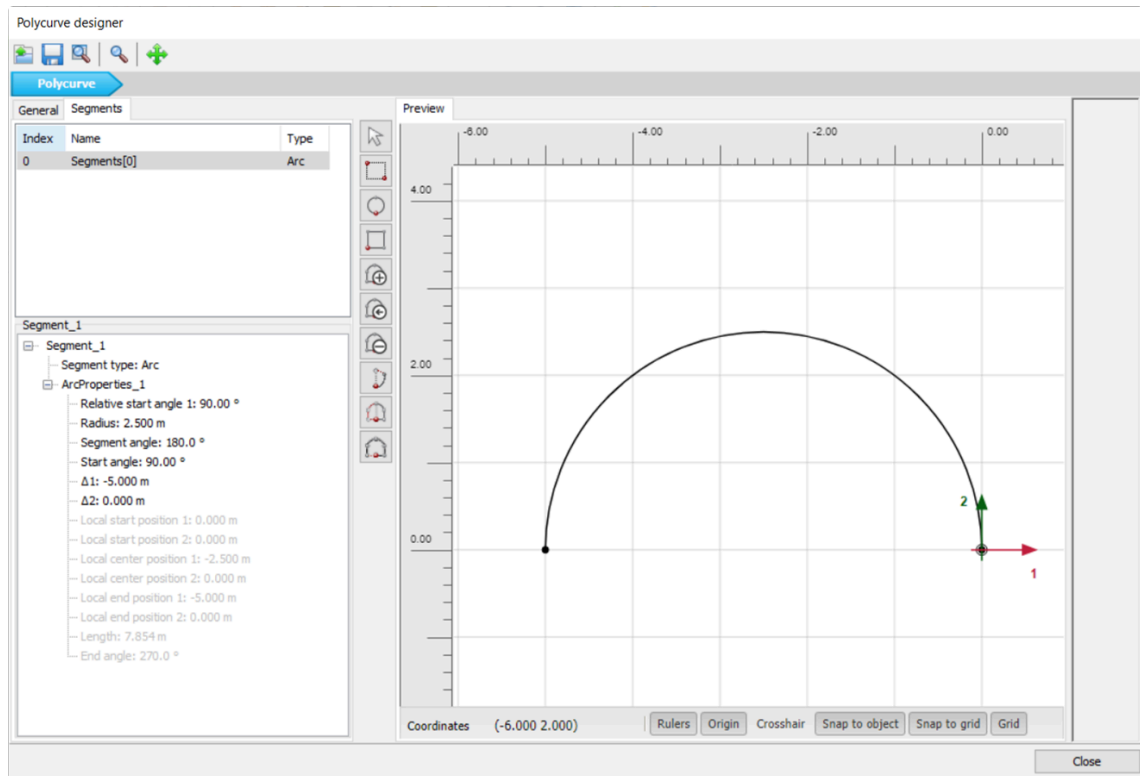 Polycurve designer
Polycurve
General Segments
Preview
Index Name Type
0 Segments[0] Arc
-6.00 -4.00 -2.00 0.00
4.00
2.00
0.00
2
1
Segment_1
Segment_1
Segment type: Arc
ArcProperties_1
Relative start angle 1: 90.00 °
Radius: 2.500 m
Segment angle: 180.0 °
Start angle: 90.00 °
Δ1: -5.000 m
Δ2: 0.000 m
Local start position 1: 0.000 m
Local start position 2: 0.000 m
Local center position 1: -2.500 m
Local center position 2: 0.000 m
Local end position 1: -5.000 m
Local end position 2: 0.000 m
Length: 7.854 m
End angle: 270.0 °
Coordinates (-6.000 2.000) Rulers Origin Crosshair Snap to object Snap to grid Grid
Close